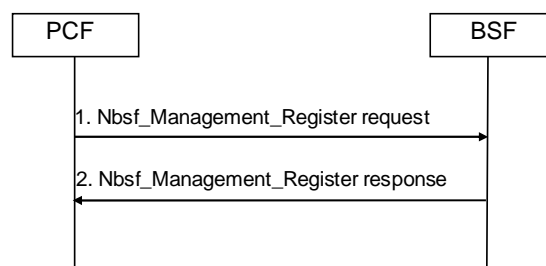 PCF
BSF
1. Nbsf_Management_Register request
2. Nbsf_Management_Register response